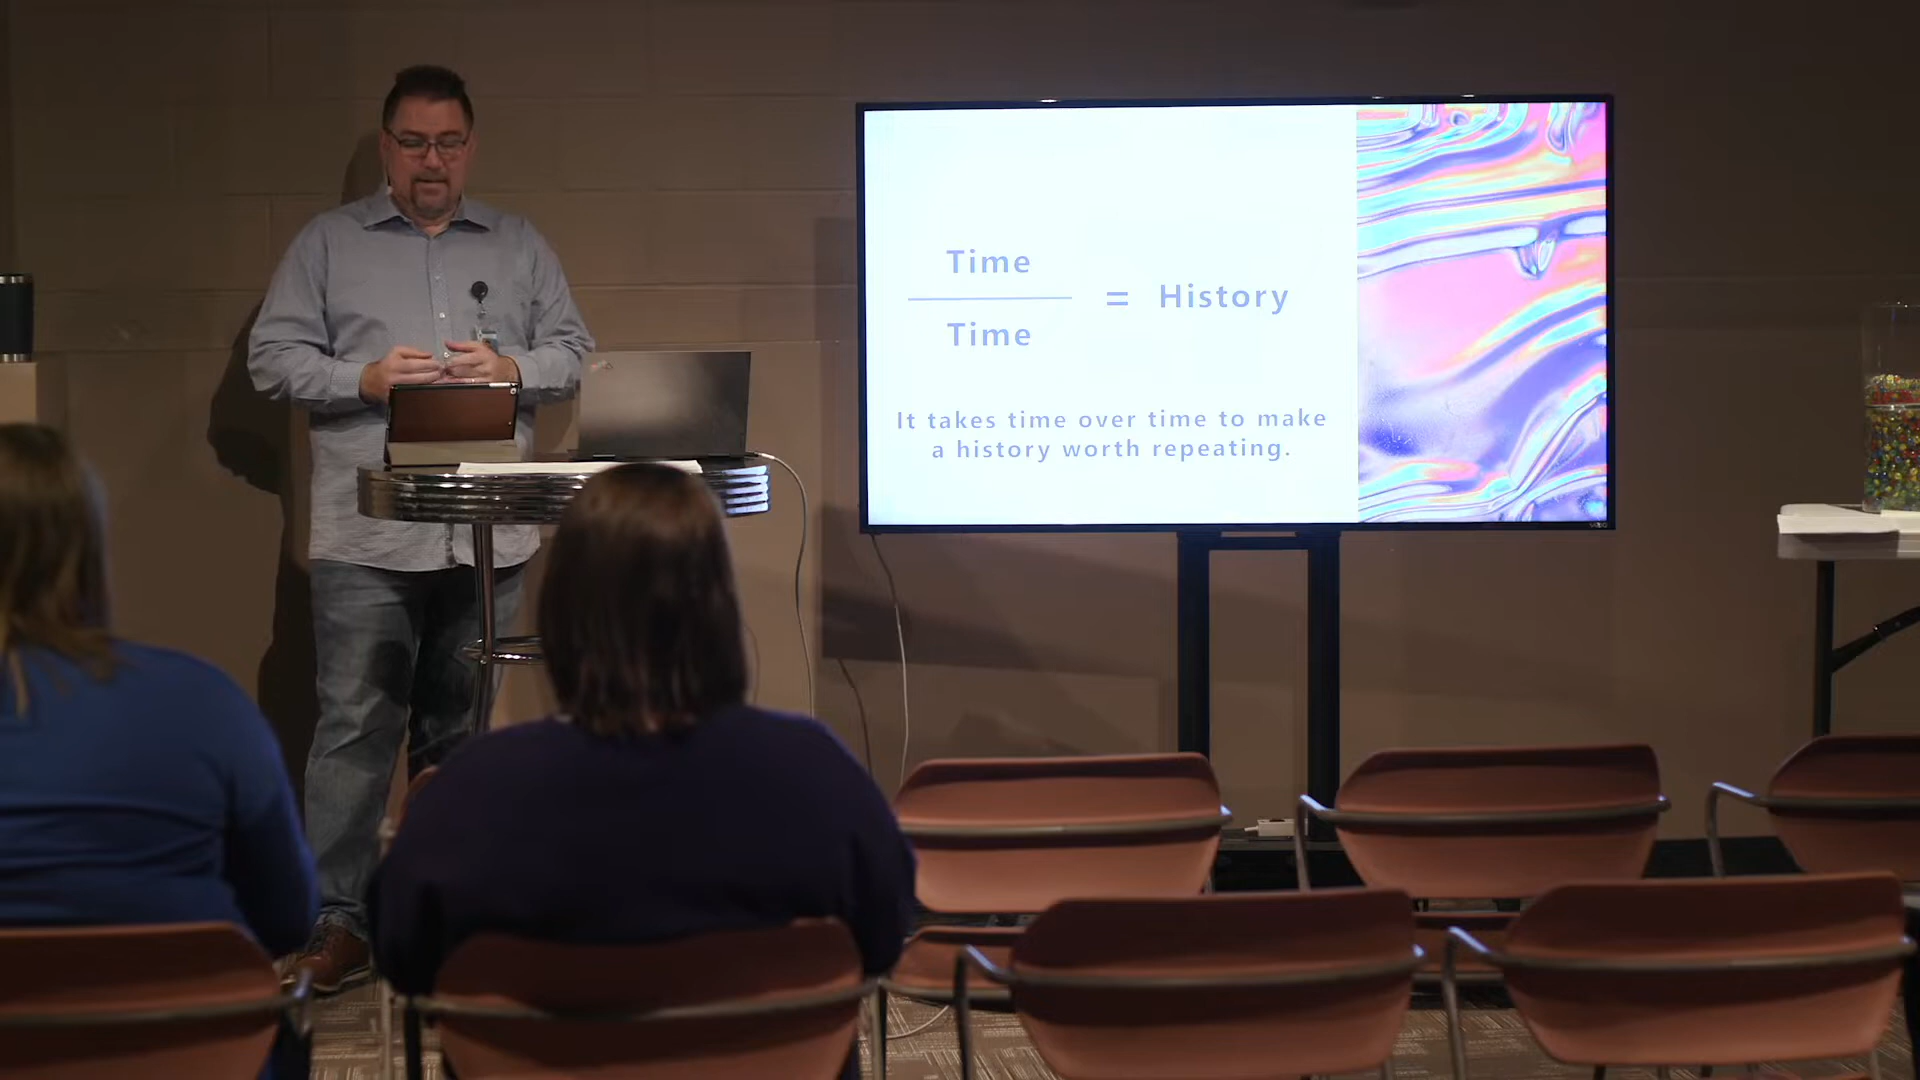 Time
= History
Time
It takes time over time to make
a history worth repeating.